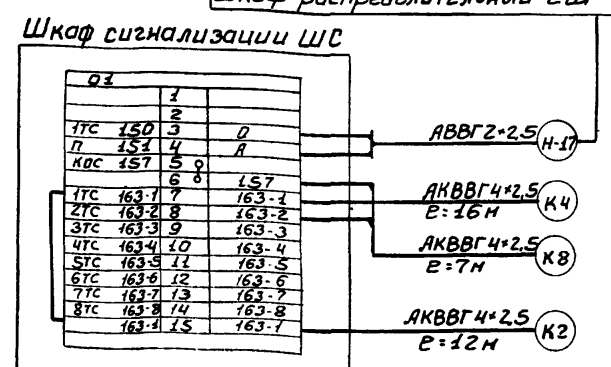 Шкаф распределительный
Шкаф сигнализации ШС
01
1
2
1ТС 150 3 0
П 151 4 А
КОС 157 5
6 157
1ТС 163-1 7 163-1
2ТС 163-2 8 163-2
3ТС 163-3 9 163-3
4ТС 163-4 10 163-4
5ТС 163-5 11 163-5
6ТС 163-6 12 163-6
7ТС 163-7 13 163-7
8ТС 163-8 14 163-8
163-1 15 163-1
АВВГ2*2,5 Н-17
АКВВГ4*2,5 К4
ℓ=16м
АКВВГ4*2,5 К8
ℓ=7м
АКВВГ4*2,5 К2
ℓ=12м